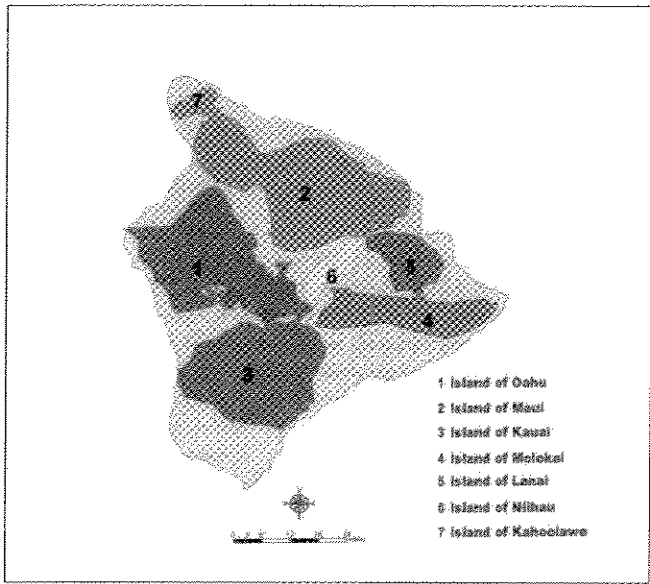 7
2
1
6
5
4
3
1 Island of Oahu
2 Island of Maui
3 Island of Kauai
4 Island of Molokai
5 Island of Lanai
6 Island of Niihau
7 Island of Kahoolawe